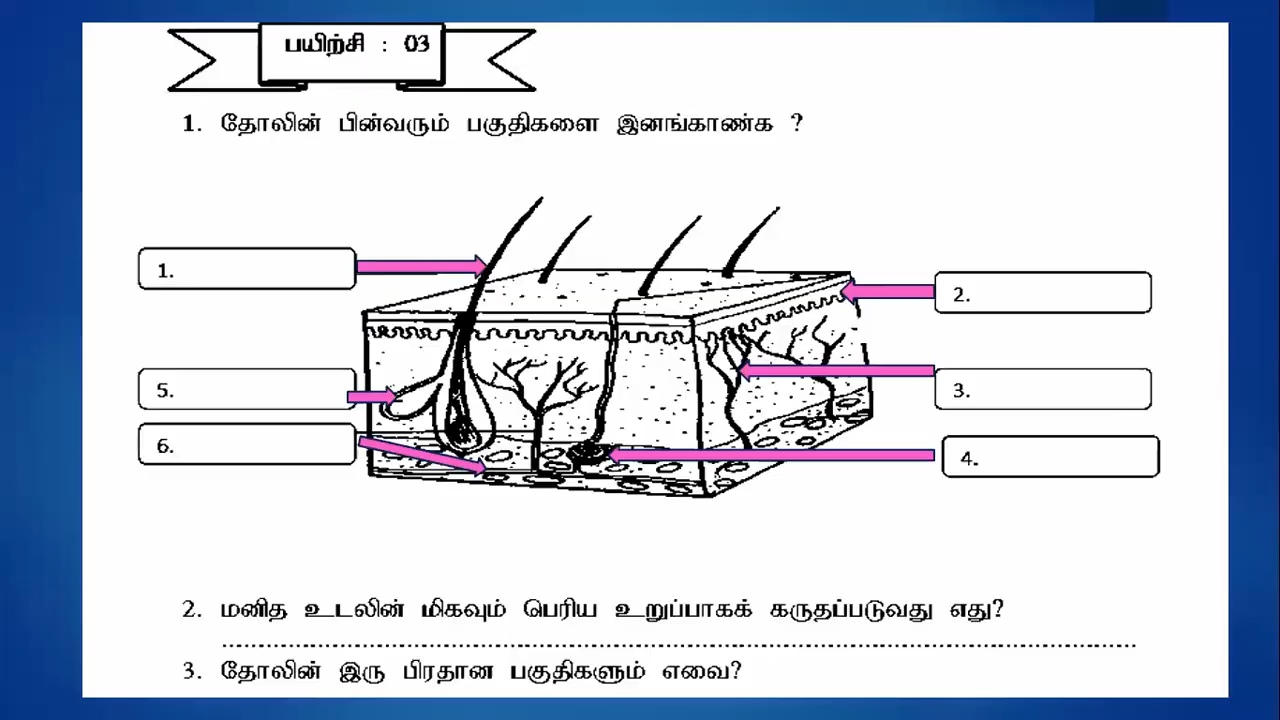 பயிற்சி : 03
1. தோலின் பின்வரும் பகுதிகளை இனங்காண்க ?
1.
2.
5.
3.
6.
4.
2. மனித உடலின் மிகவும் பெரிய உறுப்பாகக் கருதப்படுவது எது?
3. தோலின் இரு பிரதான பகுதிகளும் எவை?